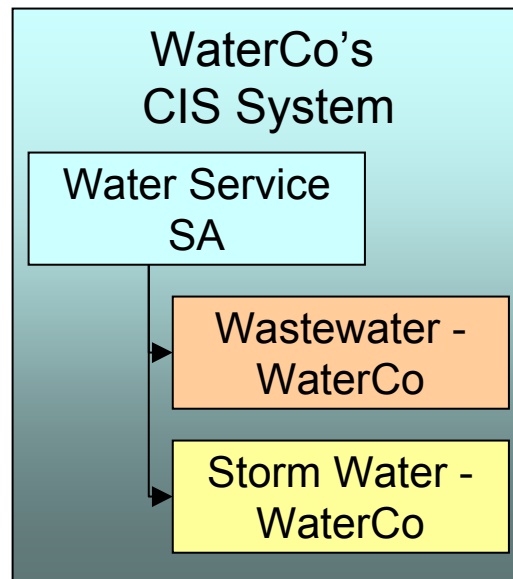 WaterCo's
CIS System
Water Service
SA
Wastewater -
WaterCo
Storm Water -
WaterCo